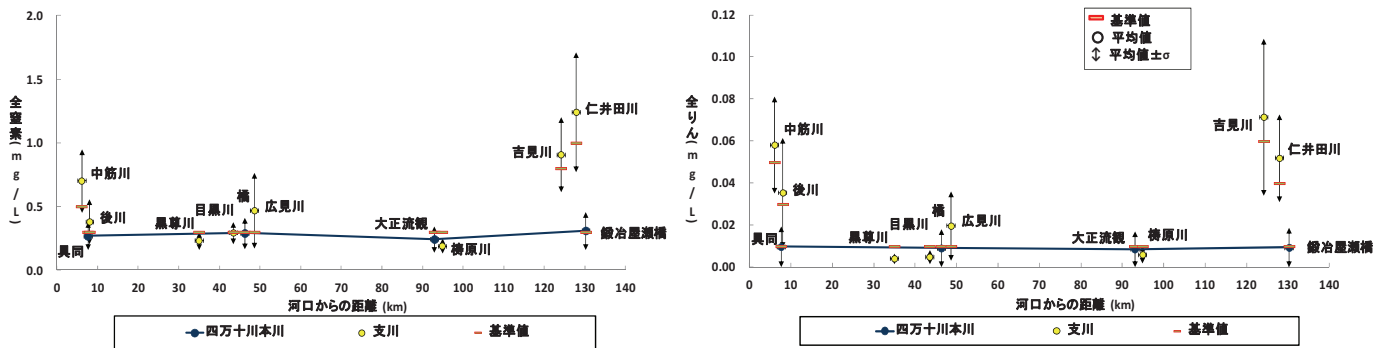 2.0
1.5
1.0
0.5
0.0
全窒素(mg/L)
0
10
20
30
40
50
60
70
80
90
100
110
120
130
140
河口からの距離 (km)
中筋川
後川
具同
黒尊川
目黒川
橘
広見川
大正流観
梼原川
吉見川
仁井田川
鍛冶屋瀬橋
四万十川本川
支川
基準値
0.12
0.10
0.08
0.06
0.04
0.02
0.00
全りん(mg/L)
0
10
20
30
40
50
60
70
80
90
100
110
120
130
140
河口からの距離 (km)
基準値
平均値
平均値±σ
中筋川
後川
具同
黒尊川
目黒川
橘
広見川
大正流観
梼原川
吉見川
仁井田川
鍛冶屋瀬橋
四万十川本川
支川
基準値